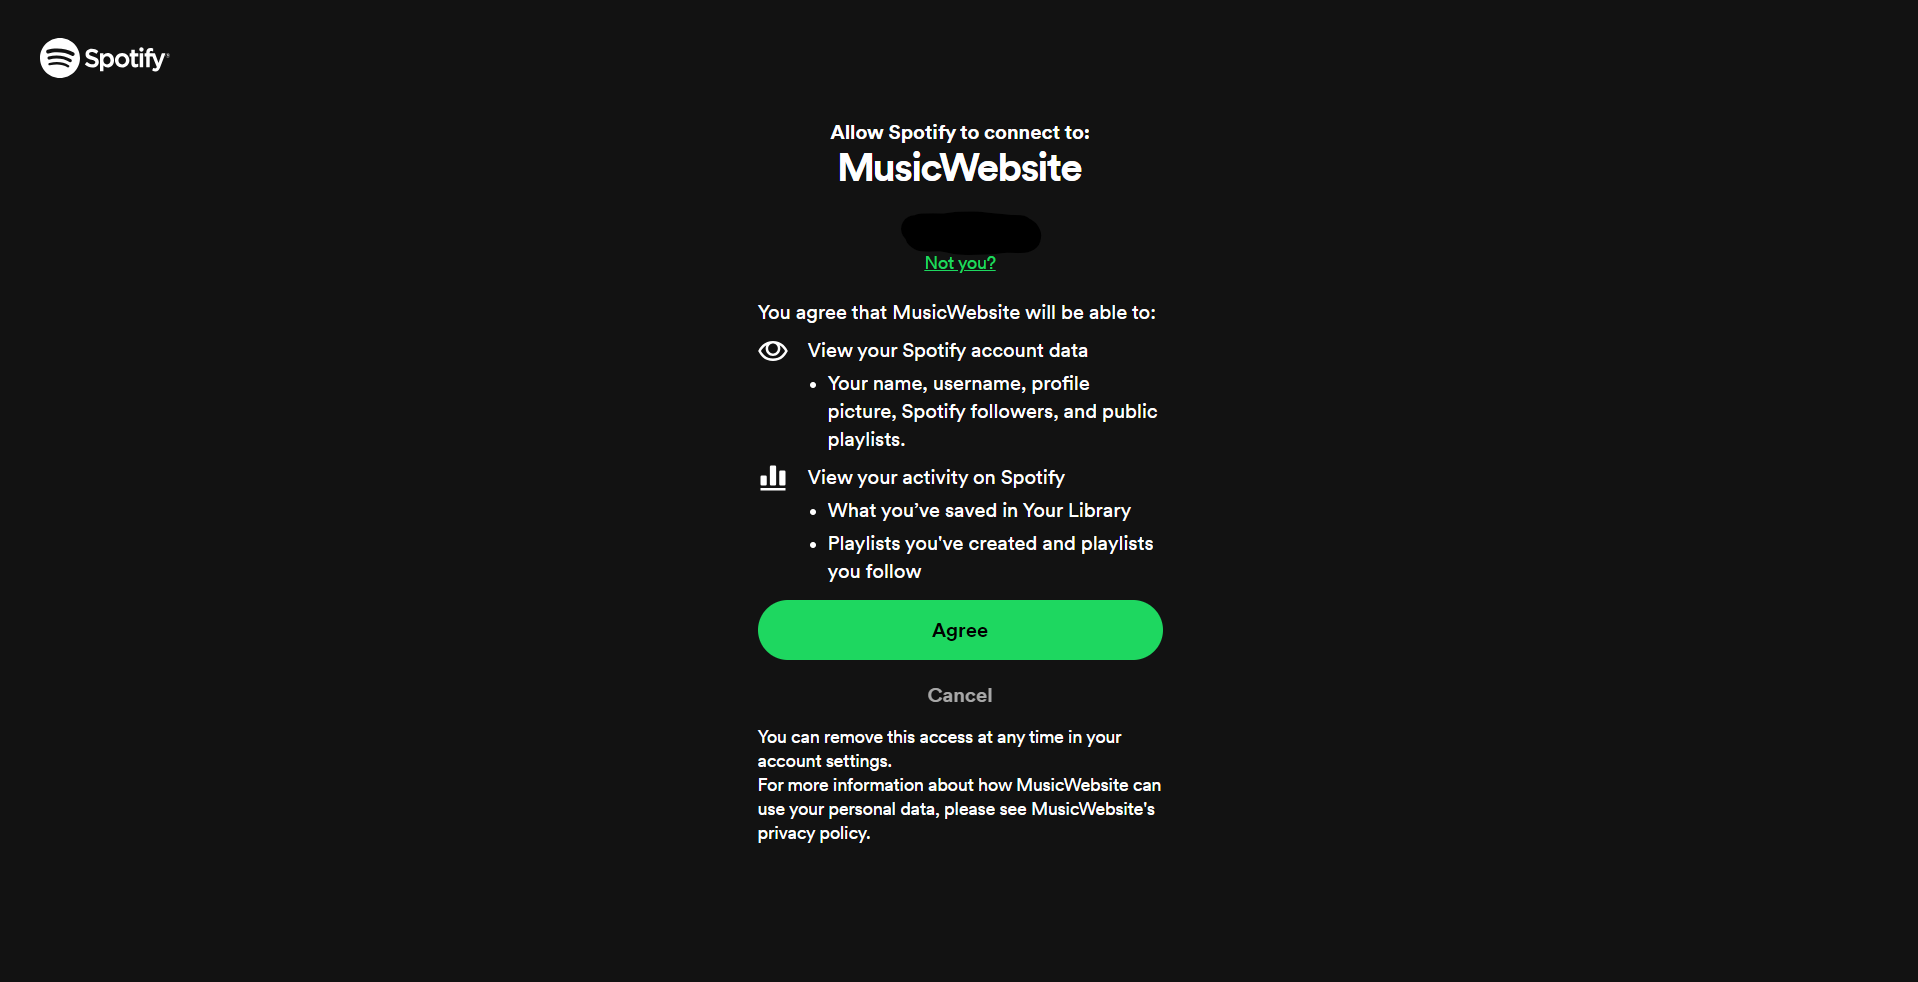 Spotify
Allow Spotify to connect to:
MusicWebsite
Not you?
You agree that MusicWebsite will be able to:
View your Spotify account data
• Your name, username, profile
picture, Spotify followers, and public
playlists.
View your activity on Spotify
• What you’ve saved in Your Library
• Playlists you've created and playlists
you follow
Agree
Cancel
You can remove this access at any time in your
account settings.
For more information about how MusicWebsite can
use your personal data, please see MusicWebsite's
privacy policy.